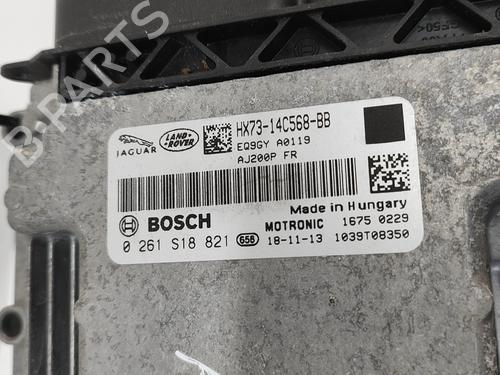 HX73-14C568-BB
JAGUAR LAND ROVER EQ9GY A0119
AJ200P FR
Made in Hungary
BOSCH MOTRONIC 1675 0229
0 261 S18 821 65B 18-11-13 1039T08350
B-PARTS